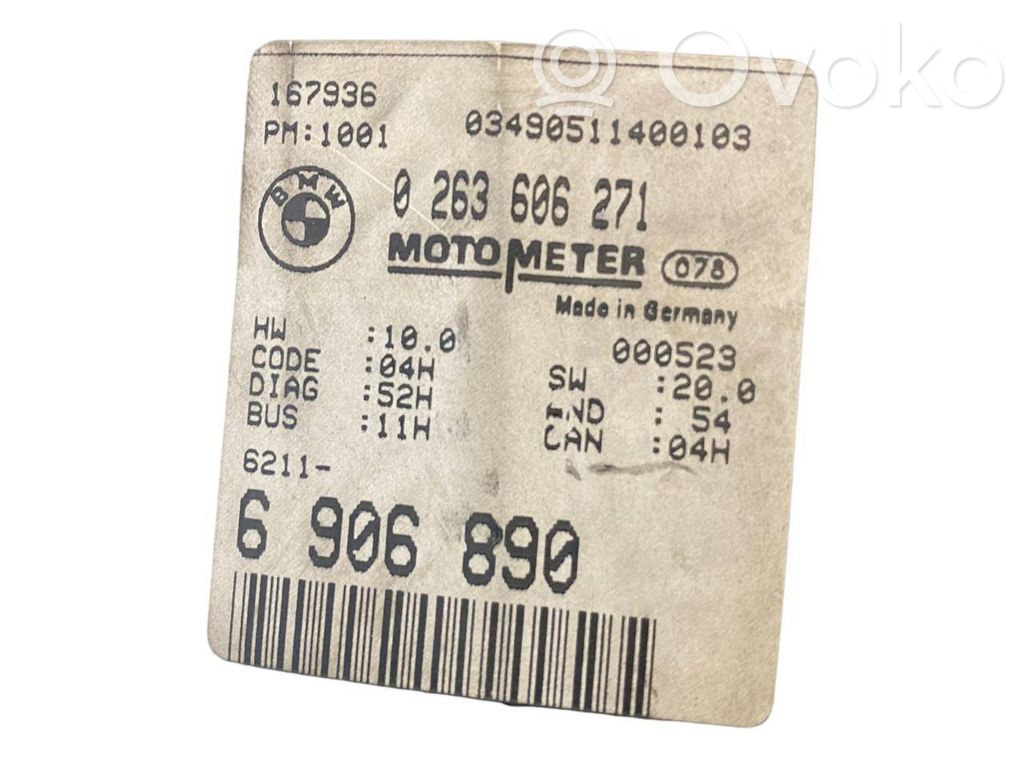 Ovoko
167936
PM:1001 03490511400103
BMW
0 263 606 271
MOTOMETER 078
Made in Germany
000523
HW :10.0
CODE :04H SW :20.0
DIAG :52H ÄND : 54
BUS :11H CAN :04H
6211-
6 906 890